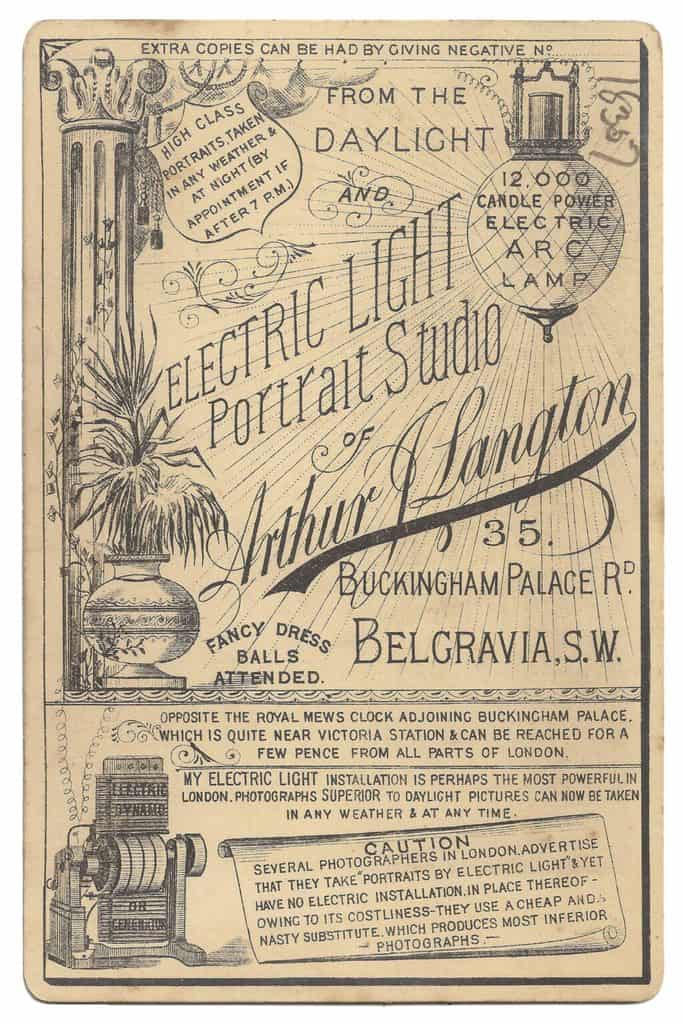 EXTRA COPIES CAN BE HAD BY GIVING NEGATIVE Nº
HIGH CLASS
PORTRAITS, TAKEN
IN ANY WEATHER &
AT NIGHT (BY
APPOINTMENT IF
AFTER 7 P.M.)
FROM THE
DAYLIGHT
AND
12,000
CANDLE POWER
ELECTRIC
ARC
LAMP
ELECTRIC LIGHT
Portrait Studio
OF
Arthur J Langton
35.
BUCKINGHAM PALACE Rᴰ.
BELGRAVIA, S.W.
FANCY DRESS
BALLS
ATTENDED.
OPPOSITE THE ROYAL MEWS CLOCK ADJOINING BUCKINGHAM PALACE,
WHICH IS QUITE NEAR VICTORIA STATION & CAN BE REACHED FOR A
FEW PENCE FROM ALL PARTS OF LONDON.
MY ELECTRIC LIGHT INSTALLATION IS PERHAPS THE MOST POWERFUL IN
LONDON. PHOTOGRAPHS SUPERIOR TO DAYLIGHT PICTURES CAN NOW BE TAKEN
IN ANY WEATHER & AT ANY TIME.
ELECTRIC
DYNAMO
OR
GENERATOR
CAUTION
SEVERAL PHOTOGRAPHERS IN LONDON, ADVERTISE
THAT THEY TAKE "PORTRAITS BY ELECTRIC LIGHT" & YET
HAVE NO ELECTRIC INSTALLATION, IN PLACE THEREOF -
OWING TO ITS COSTLINESS - THEY USE A CHEAP AND
NASTY SUBSTITUTE, WHICH PRODUCES MOST INFERIOR
- PHOTOGRAPHS. -